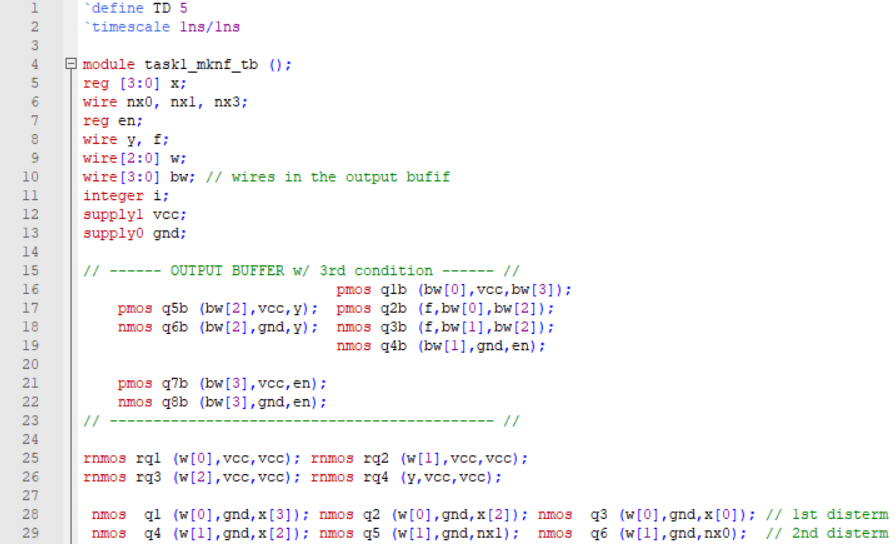 1 `define TD 5
2 `timescale 1ns/1ns
3
4 module task1_mknf_tb ();
5 reg [3:0] x;
6 wire nx0, nx1, nx3;
7 reg en;
8 wire y, f;
9 wire[2:0] w;
10 wire[3:0] bw; // wires in the output bufif
11 integer i;
12 supply1 vcc;
13 supply0 gnd;
14
15 // ------ OUTPUT BUFFER w/ 3rd condition ------ //
16 pmos q1b (bw[0],vcc,bw[3]);
17 pmos q5b (bw[2],vcc,y); pmos q2b (f,bw[0],bw[2]);
18 nmos q6b (bw[2],gnd,y); nmos q3b (f,bw[1],bw[2]);
19 nmos q4b (bw[1],gnd,en);
20
21 pmos q7b (bw[3],vcc,en);
22 nmos q8b (bw[3],gnd,en);
23 // -------------------------------------------- //
24
25 rnmos rq1 (w[0],vcc,vcc); rnmos rq2 (w[1],vcc,vcc);
26 rnmos rq3 (w[2],vcc,vcc); rnmos rq4 (y,vcc,vcc);
27
28 nmos q1 (w[0],gnd,x[3]); nmos q2 (w[0],gnd,x[2]); nmos q3 (w[0],gnd,x[0]); // 1st disterm
29 nmos q4 (w[1],gnd,x[2]); nmos q5 (w[1],gnd,nx1); nmos q6 (w[1],gnd,nx0); // 2nd disterm